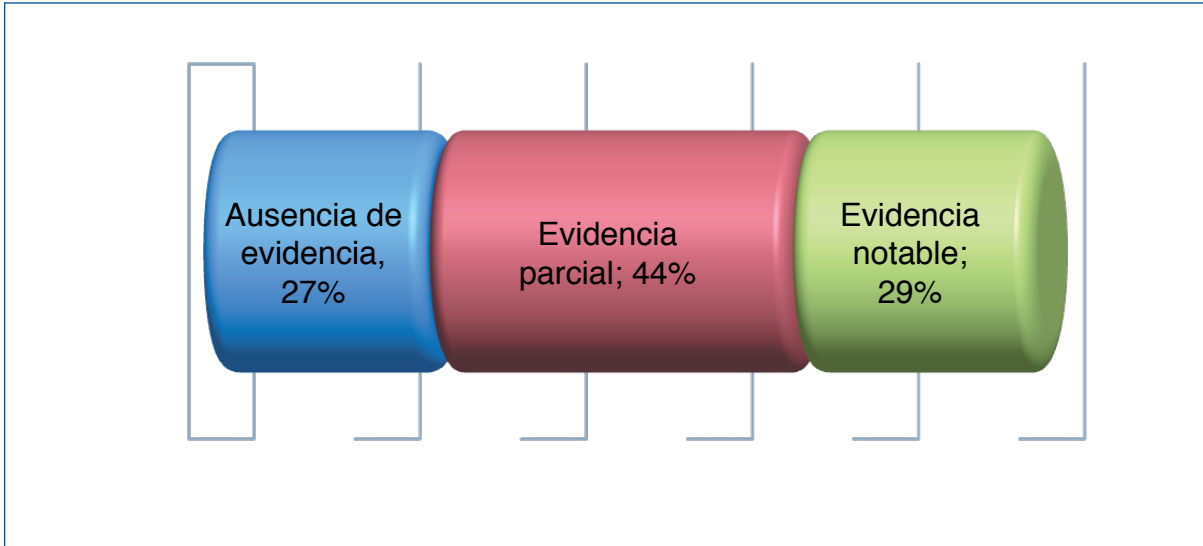 Ausencia de
evidencia,
27%
Evidencia
parcial; 44%
Evidencia
notable;
29%